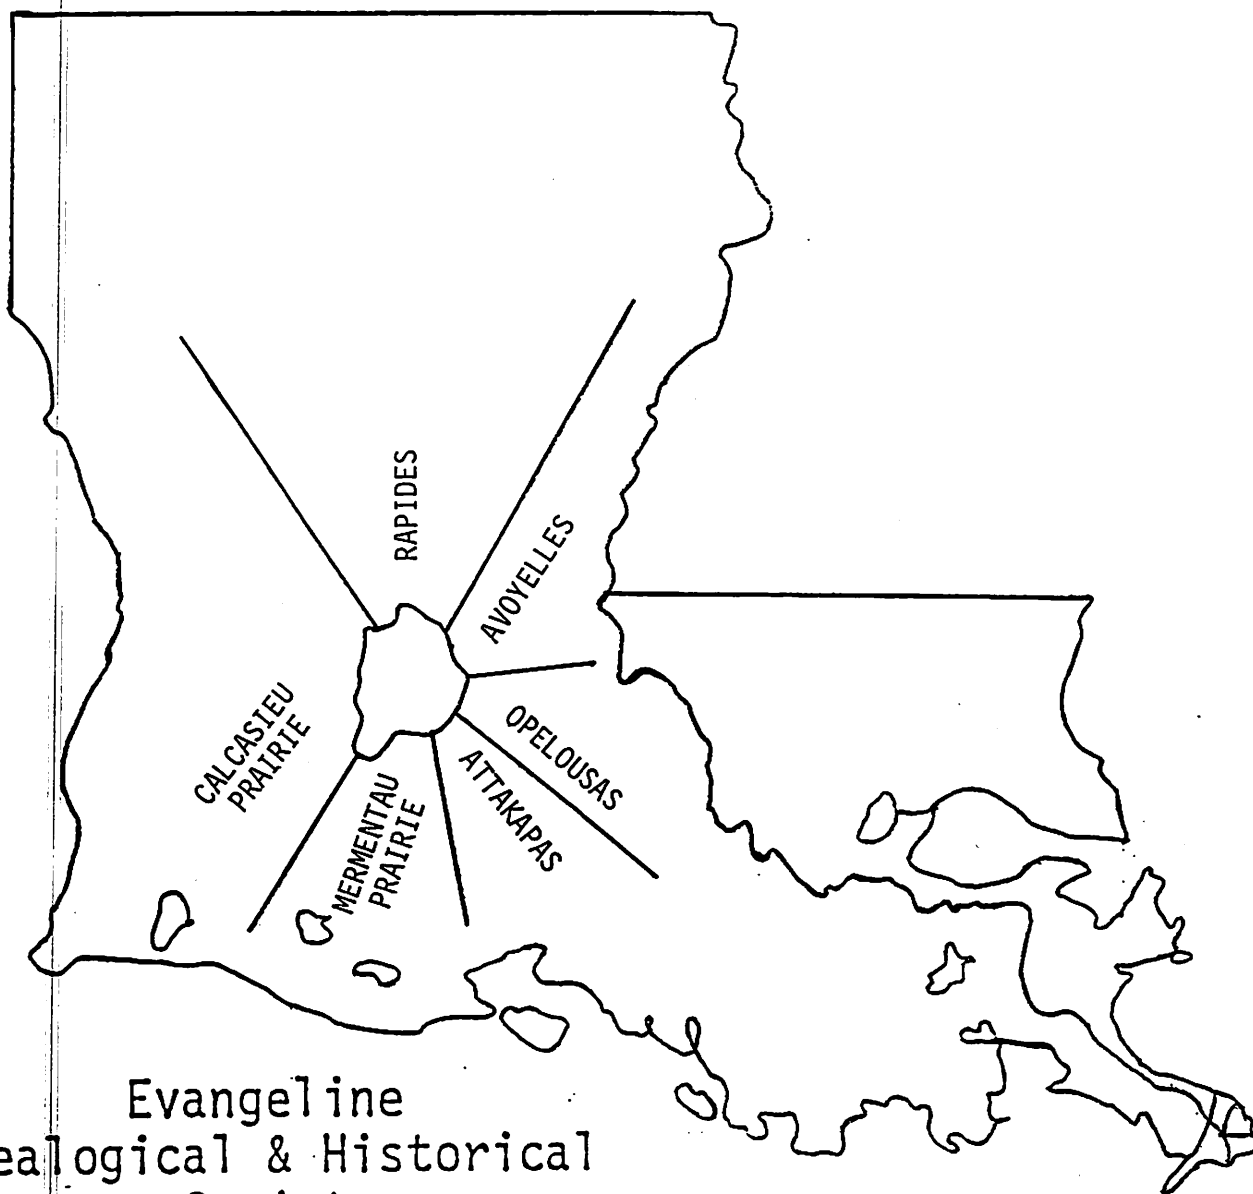 RAPIDES
AVOYELLES
OPELOUSAS
ATTAKAPAS
MERMENTAU
PRAIRIE
CALCASIEU
PRAIRIE
Evangeline
ealogical & Historical